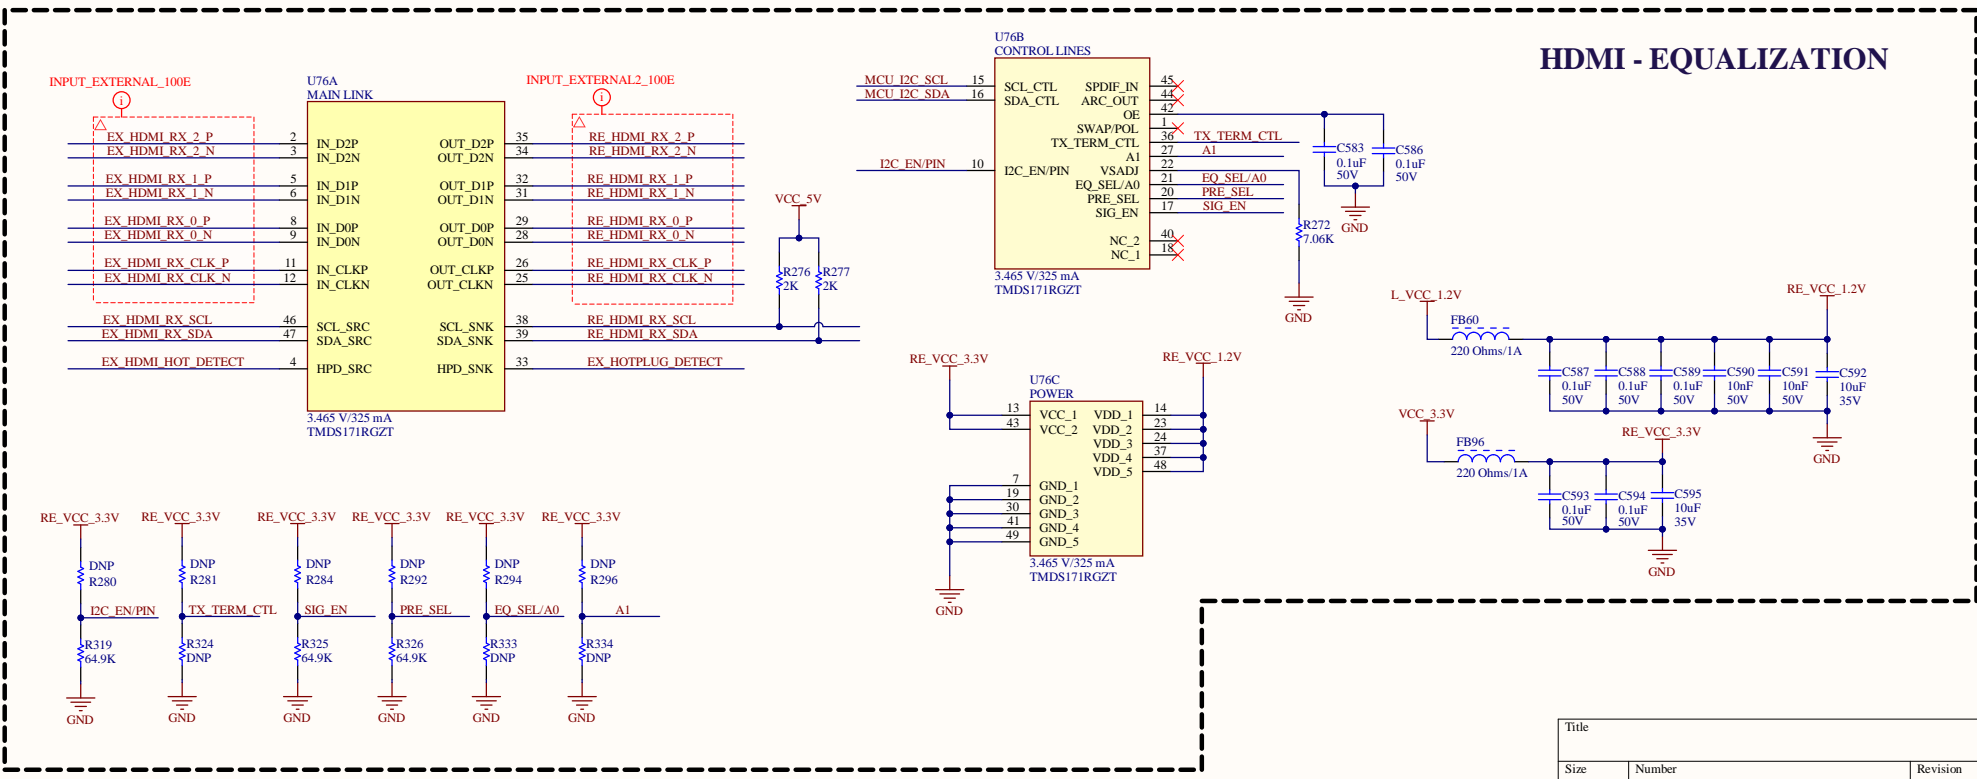 HDMI - EQUALIZATION
INPUT_EXTERNAL_100E
i
U76A
MAIN LINK
INPUT_EXTERNAL2_100E
i
EX_HDMI_RX_2_P 2 IN_D2P OUT_D2P 35 RE_HDMI_RX_2_P
EX_HDMI_RX_2_N 3 IN_D2N OUT_D2N 34 RE_HDMI_RX_2_N
EX_HDMI_RX_1_P 5 IN_D1P OUT_D1P 32 RE_HDMI_RX_1_P
EX_HDMI_RX_1_N 6 IN_D1N OUT_D1N 31 RE_HDMI_RX_1_N
EX_HDMI_RX_0_P 8 IN_D0P OUT_D0P 29 RE_HDMI_RX_0_P
EX_HDMI_RX_0_N 9 IN_D0N OUT_D0N 28 RE_HDMI_RX_0_N
EX_HDMI_RX_CLK_P 11 IN_CLKP OUT_CLKP 26 RE_HDMI_RX_CLK_P
EX_HDMI_RX_CLK_N 12 IN_CLKN OUT_CLKN 25 RE_HDMI_RX_CLK_N
EX_HDMI_RX_SCL 46 SCL_SRC SCL_SNK 38 RE_HDMI_RX_SCL
EX_HDMI_RX_SDA 47 SDA_SRC SDA_SNK 39 RE_HDMI_RX_SDA
EX_HDMI_HOT_DETECT 4 HPD_SRC HPD_SNK 33 EX_HOTPLUG_DETECT
3.465 V/325 mA
TMDS171RGZT
VCC_5V
R276
2K
R277
2K
U76B
CONTROL LINES
MCU_I2C_SCL 15 SCL_CTL SPDIF_IN 45
MCU_I2C_SDA 16 SDA_CTL ARC_OUT 44
OE 42
SWAP/POL 1
TX_TERM_CTL 36 TX_TERM_CTL
A1 27 A1
I2C_EN/PIN 10 I2C_EN/PIN VSADJ 22
EQ_SEL/A0 21 EQ_SEL/A0
PRE_SEL 20 PRE_SEL
SIG_EN 17 SIG_EN
NC_2 40
NC_1 18
3.465 V/325 mA
TMDS171RGZT
C583
0.1uF
50V
C586
0.1uF
50V
GND
R272
7.06K
GND
RE_VCC_3.3V
RE_VCC_1.2V
U76C
POWER
13 VCC_1 VDD_1 14
43 VCC_2 VDD_2 23
VDD_3 24
VDD_4 37
VDD_5 48
7 GND_1
19 GND_2
30 GND_3
41 GND_4
49 GND_5
3.465 V/325 mA
TMDS171RGZT
GND
L_VCC_1.2V
RE_VCC_1.2V
FB60
220 Ohms/1A
C587
0.1uF
50V
C588
0.1uF
50V
C589
0.1uF
50V
C590
10nF
50V
C591
10nF
50V
C592
10uF
35V
GND
VCC_3.3V
RE_VCC_3.3V
FB96
220 Ohms/1A
C593
0.1uF
50V
C594
0.1uF
50V
C595
10uF
35V
GND
RE_VCC_3.3V
DNP
R280
I2C_EN/PIN
R319
64.9K
GND
RE_VCC_3.3V
DNP
R281
TX_TERM_CTL
R324
DNP
GND
RE_VCC_3.3V
DNP
R284
SIG_EN
R325
64.9K
GND
RE_VCC_3.3V
DNP
R292
PRE_SEL
R326
64.9K
GND
RE_VCC_3.3V
DNP
R294
EQ_SEL/A0
R333
DNP
GND
RE_VCC_3.3V
DNP
R296
A1
R334
DNP
GND
Title
Size Number Revision